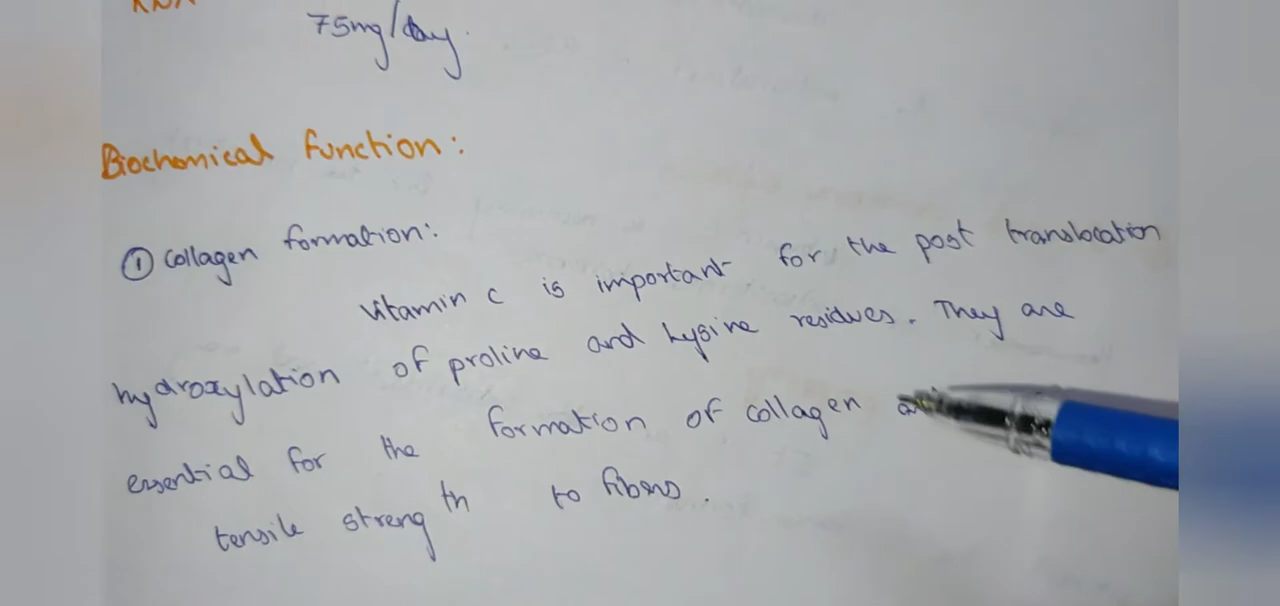 75mg/day.
Biochemical function:
① Collagen formation:
Vitamin C is important for the post translocation
hydroxylation of proline and Lysine residues. They are
essential for the formation of collagen
tensile strength to fibers.